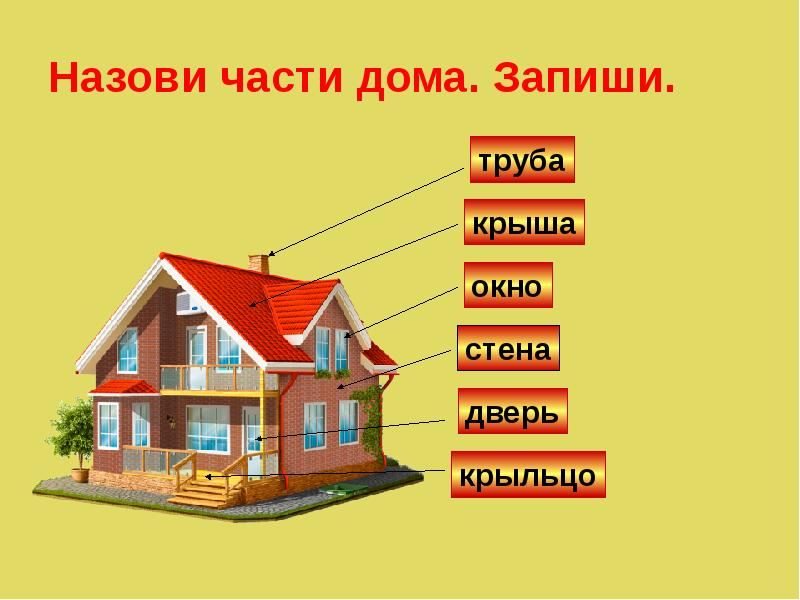 Назови части дома. Запиши.
труба
крыша
окно
стена
дверь
крыльцо